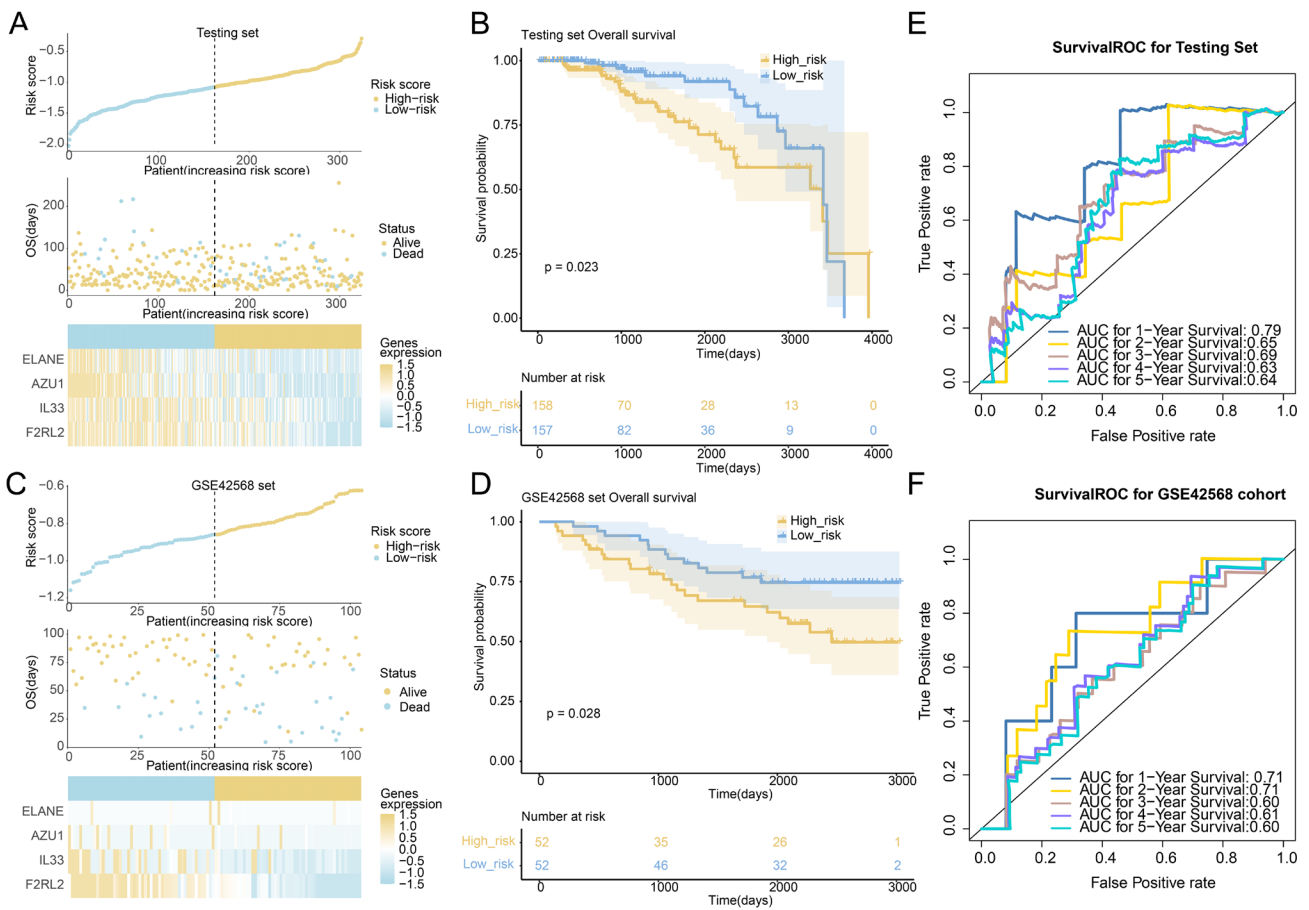 A
Testing set
Risk score
−0.5
−1.0
−1.5
−2.0
0 100 200 300
Patient(increasing risk score)
Risk score
High−risk
Low−risk
OS(days)
200
100
0
0 100 200 300
Patient(increasing risk score)
Status
Alive
Dead
ELANE
AZU1
IL33
F2RL2
Genes
expression
1.5
1.0
0.5
0.0
−0.5
−1.0
−1.5
B
Testing set Overall survival
Survival probability
1.00
0.75
0.50
0.25
0.00
High_risk
Low_risk
p = 0.023
0 1000 2000 3000 4000
Time(days)
Number at risk
High_risk 158 70 28 13 0
Low_risk 157 82 36 9 0
0 1000 2000 3000 4000
Time(days)
E
SurvivalROC for Testing Set
True Positive rate
1.0
0.8
0.6
0.4
0.2
0.0
AUC for 1−Year Survival: 0.79
AUC for 2−Year Survival:0.65
AUC for 3−Year Survival:0.69
AUC for 4−Year Survival:0.63
AUC for 5−Year Survival:0.64
0.0 0.2 0.4 0.6 0.8 1.0
False Positive rate
C
GSE42568 set
Risk score
−0.6
−0.8
−1.0
−1.2
0 25 50 75 100
Patient(increasing risk score)
Risk score
High−risk
Low−risk
OS(days)
100
75
50
25
0
0 25 50 75 100
Patient(increasing risk score)
Status
Alive
Dead
ELANE
AZU1
IL33
F2RL2
Genes
expression
1.5
1.0
0.5
0.0
−0.5
−1.0
−1.5
D
GSE42568 set Overall survival
Survival probability
1.00
0.75
0.50
0.25
0.00
High_risk
Low_risk
p = 0.028
0 1000 2000 3000
Time(days)
Number at risk
High_risk 52 35 26 1
Low_risk 52 46 32 2
0 1000 2000 3000
Time(days)
F
SurvivalROC for GSE42568 cohort
True Positive rate
1.0
0.8
0.6
0.4
0.2
0.0
AUC for 1−Year Survival: 0.71
AUC for 2−Year Survival:0.71
AUC for 3−Year Survival:0.60
AUC for 4−Year Survival:0.61
AUC for 5−Year Survival:0.60
0.0 0.2 0.4 0.6 0.8 1.0
False Positive rate